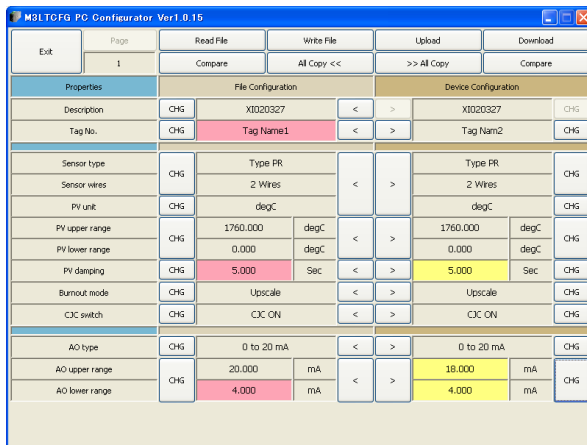 M3LTCFG PC Configurator Ver1.0.15
Exit Page Read File Write File Upload Download
1 Compare All Copy << >> All Copy Compare
Properties File Configuration Device Configuration
Description CHG XI020327 < > XI020327 CHG
Tag No. CHG Tag Name1 < > Tag Nam2 CHG
Sensor type CHG Type PR < > Type PR CHG
Sensor wires 2 Wires 2 Wires
PV unit CHG degC degC CHG
PV upper range CHG 1760.000 degC < > 1760.000 degC CHG
PV lower range 0.000 degC 0.000 degC
PV damping CHG 5.000 Sec < > 5.000 Sec CHG
Burnout mode CHG Upscale < > Upscale CHG
CJC switch CHG CJC ON < > CJC ON CHG
AO type CHG 0 to 20 mA < > 0 to 20 mA CHG
AO upper range CHG 20.000 mA < > 18.000 mA CHG
AO lower range 4.000 mA 4.000 mA